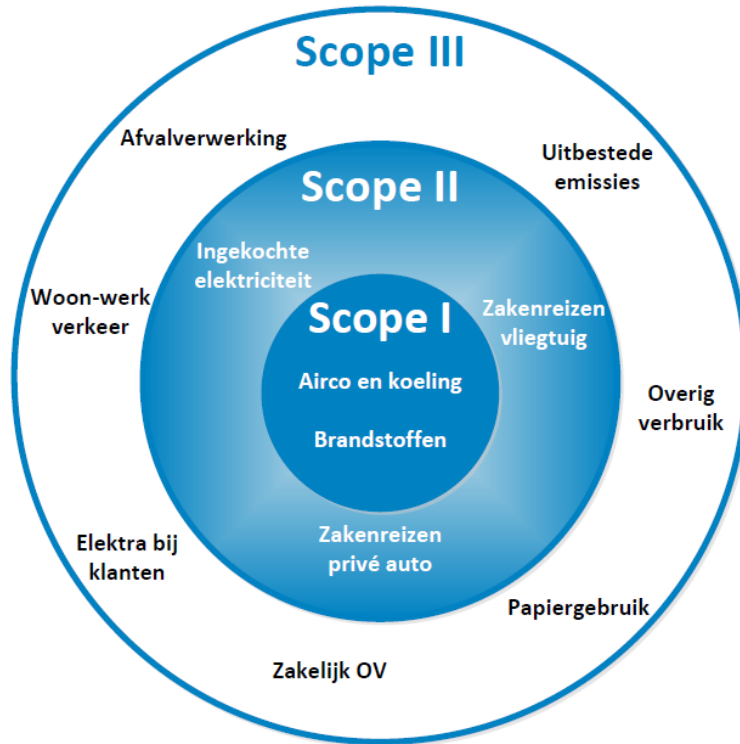 Scope III
Afvalverwerking
Uitbestede
emissies
Scope II
Ingekochte
elektriciteit
Woon-werk
verkeer
Scope I
Zakenreizen
vliegtuig
Airco en koeling
Brandstoffen
Overig
verbruik
Zakenreizen
privé auto
Elektra bij
klanten
Papiergebruik
Zakelijk OV